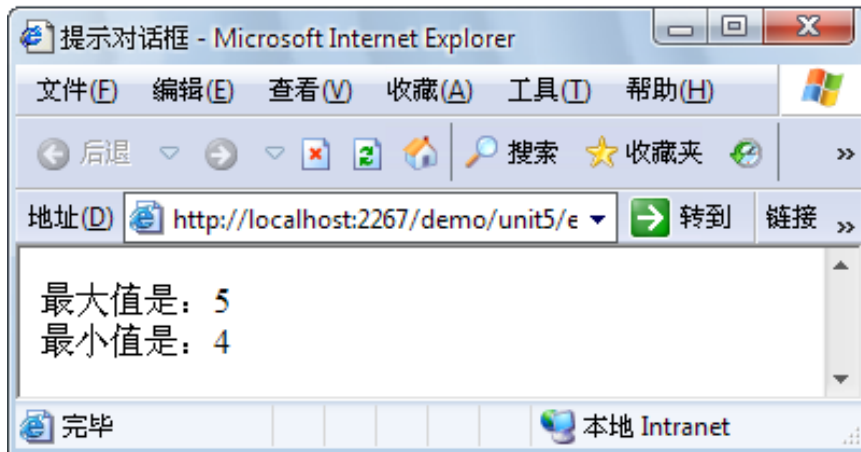 提示对话框 - Microsoft Internet Explorer
文件(F) 编辑(E) 查看(V) 收藏(A) 工具(T) 帮助(H)
后退 搜索 收藏夹 »
地址(D) http://localhost:2267/demo/unit5/e 转到 链接 »
最大值是：5
最小值是：4
完毕 本地 Intranet